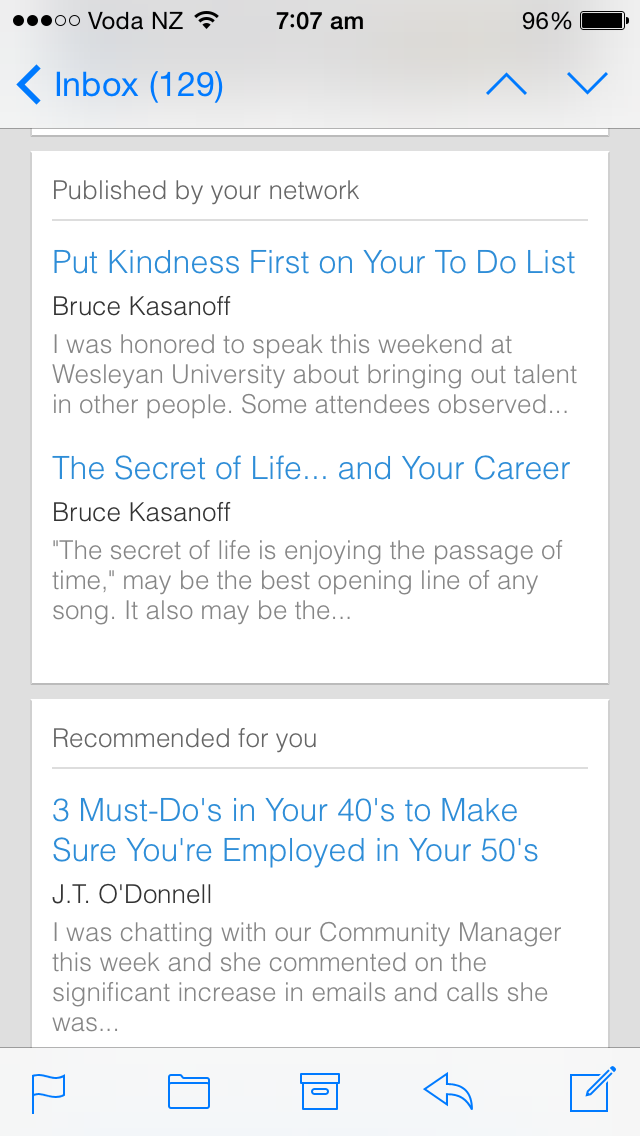 Voda NZ 7:07 am 96%
Inbox (129)
Published by your network
Put Kindness First on Your To Do List
Bruce Kasanoff
I was honored to speak this weekend at
Wesleyan University about bringing out talent
in other people. Some attendees observed...
The Secret of Life... and Your Career
Bruce Kasanoff
"The secret of life is enjoying the passage of
time," may be the best opening line of any
song. It also may be the...
Recommended for you
3 Must-Do's in Your 40's to Make
Sure You're Employed in Your 50's
J.T. O'Donnell
I was chatting with our Community Manager
this week and she commented on the
significant increase in emails and calls she
was...